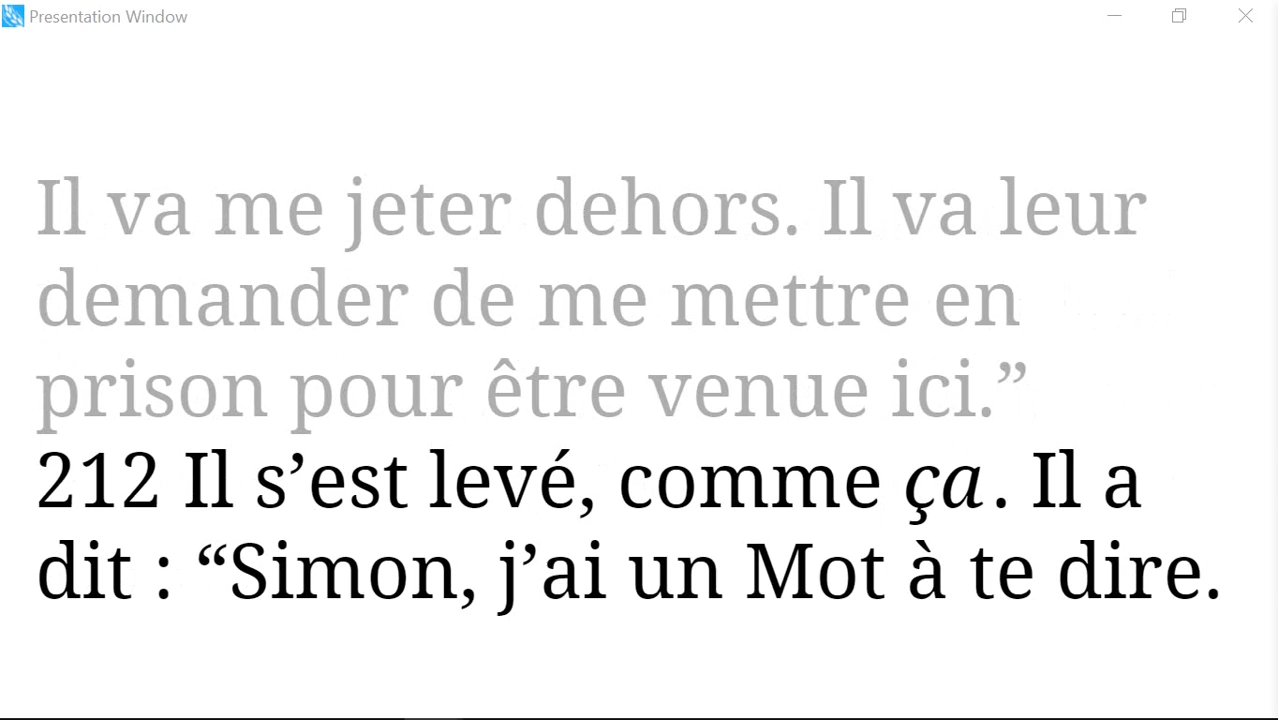 Presentation Window
Il va me jeter dehors. Il va leur
demander de me mettre en
prison pour être venue ici.”
212 Il s’est levé, comme ça. Il a
dit : “Simon, j’ai un Mot à te dire.